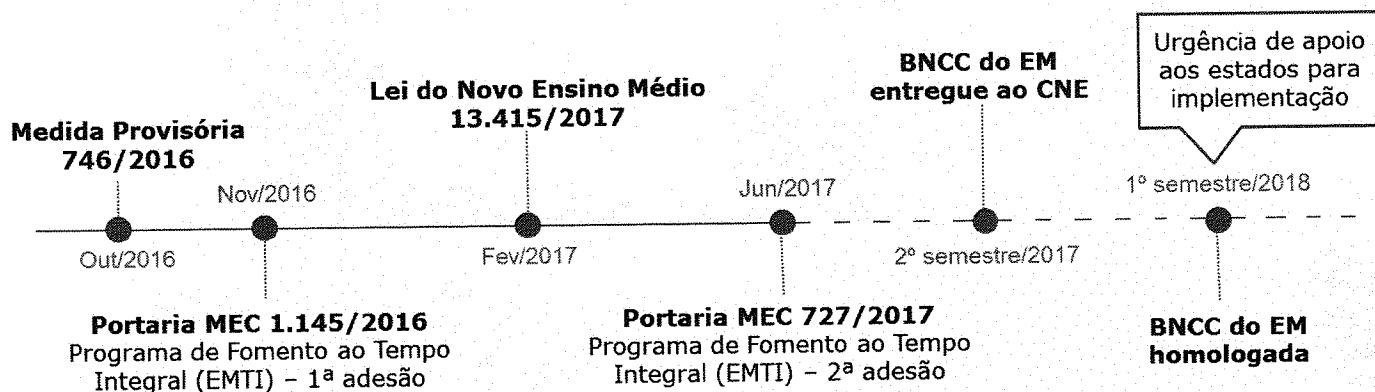 Medida Provisória
746/2016
Out/2016
Nov/2016
Portaria MEC 1.145/2016
Programa de Fomento ao Tempo
Integral (EMTI) – 1ª adesão
Lei do Novo Ensino Médio
13.415/2017
Fev/2017
Jun/2017
Portaria MEC 727/2017
Programa de Fomento ao Tempo
Integral (EMTI) – 2ª adesão
BNCC do EM
entregue ao CNE
2º semestre/2017
Urgência de apoio
aos estados para
implementação
1º semestre/2018
BNCC do EM
homologada